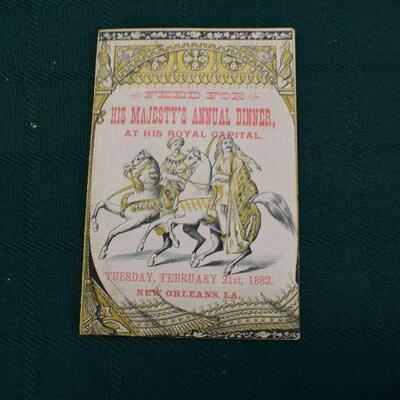 FEED FOR
HIS MAJESTY'S ANNUAL DINNER,
AT HIS ROYAL CAPITAL,
TUESDAY, FEBRUARY 21st, 1882.
NEW ORLEANS, LA.